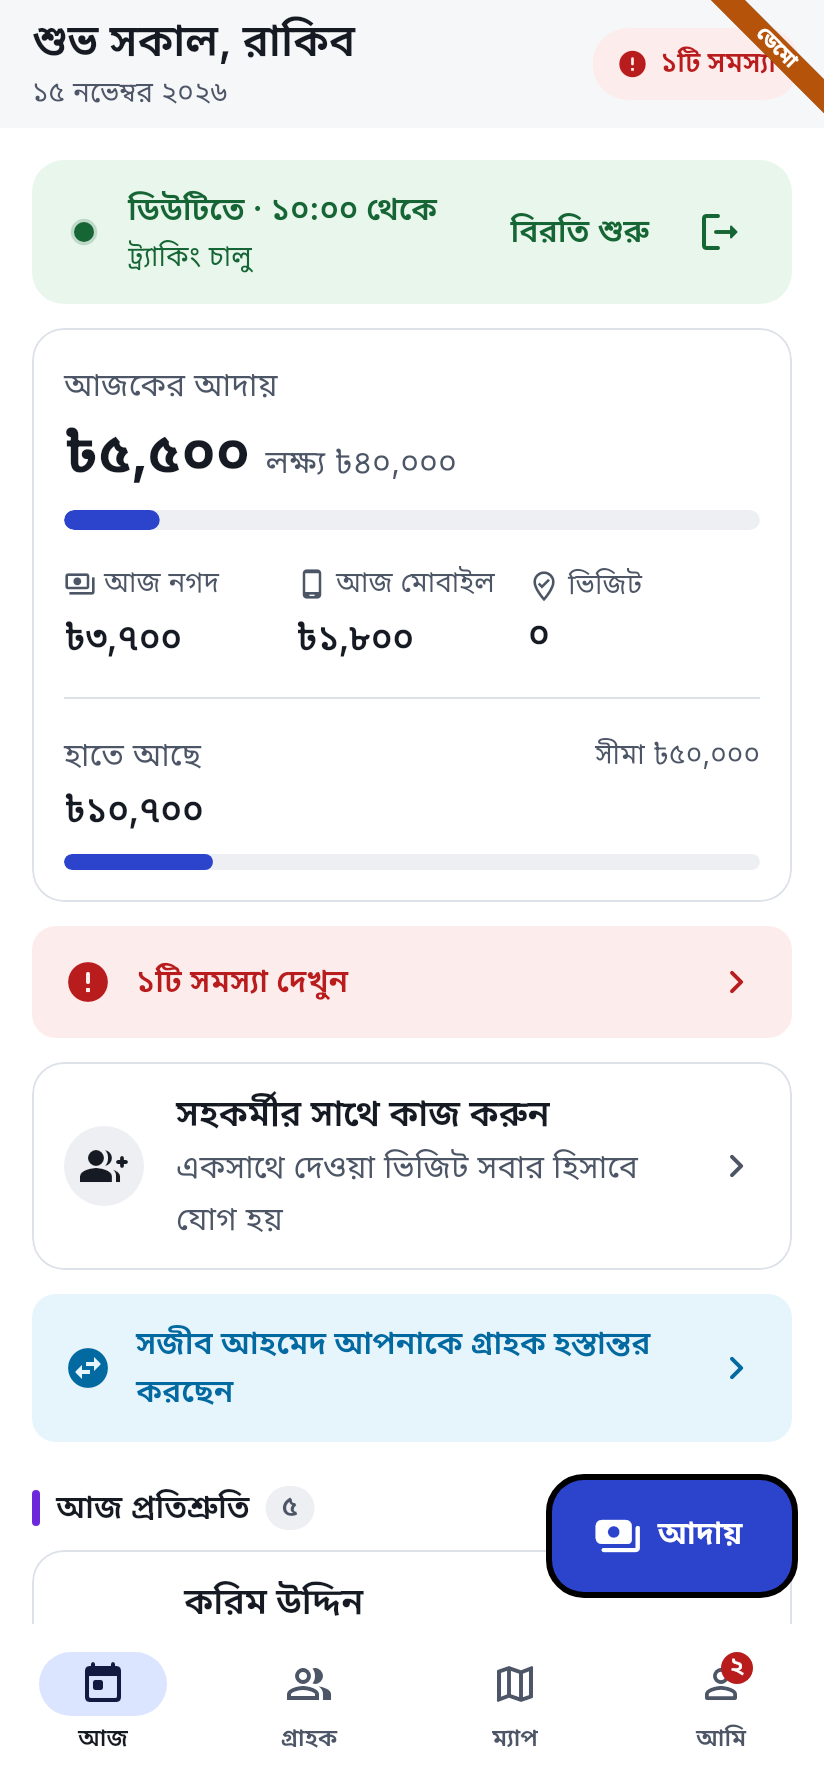 শুভ সকাল, রাকিব
১৫ নভেম্বর ২০২৬
১টি সমস্যা
ডেমো
ডিউটিতে · ১০:০০ থেকে
ট্র্যাকিং চালু
বিরতি শুরু
আজকের আদায়
৳৫,৫০০ লক্ষ্য ৳৪০,০০০
আজ নগদ
৳৩,৭০০
আজ মোবাইল
৳১,৮০০
ভিজিট
০
হাতে আছে
সীমা ৳৫০,০০০
৳১০,৭০০
১টি সমস্যা দেখুন
সহকর্মীর সাথে কাজ করুন
একসাথে দেওয়া ভিজিট সবার হিসাবে
যোগ হয়
সজীব আহমেদ আপনাকে গ্রাহক হস্তান্তর
করছেন
আজ প্রতিশ্রুতি ৫
আদায়
করিম উদ্দিন
আজ
গ্রাহক
ম্যাপ
২
আমি